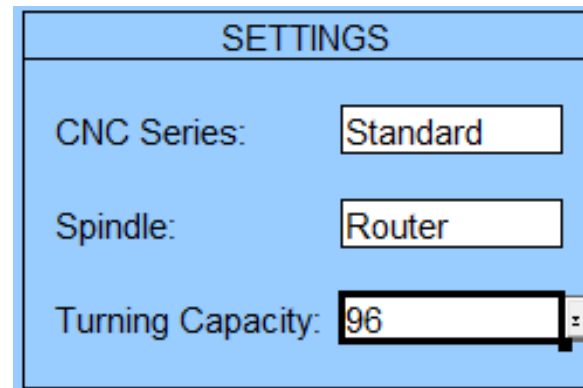 SETTINGS
CNC Series: Standard
Spindle: Router
Turning Capacity: 96